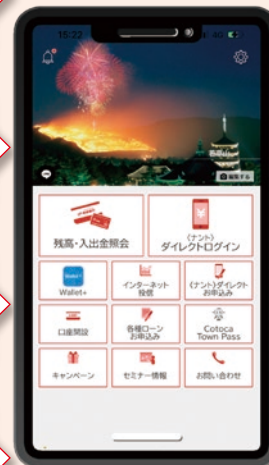 15:22
4G
編集する
残高・入出金照会
〈ナント〉
ダイレクトログイン
Wallet+
Wallet+
インターネット
投信
〈ナント〉ダイレクト
お申込み
口座開設
各種ローン
お申込み
Cotoca
Town Pass
キャンペーン
セミナー情報
お問い合わせ